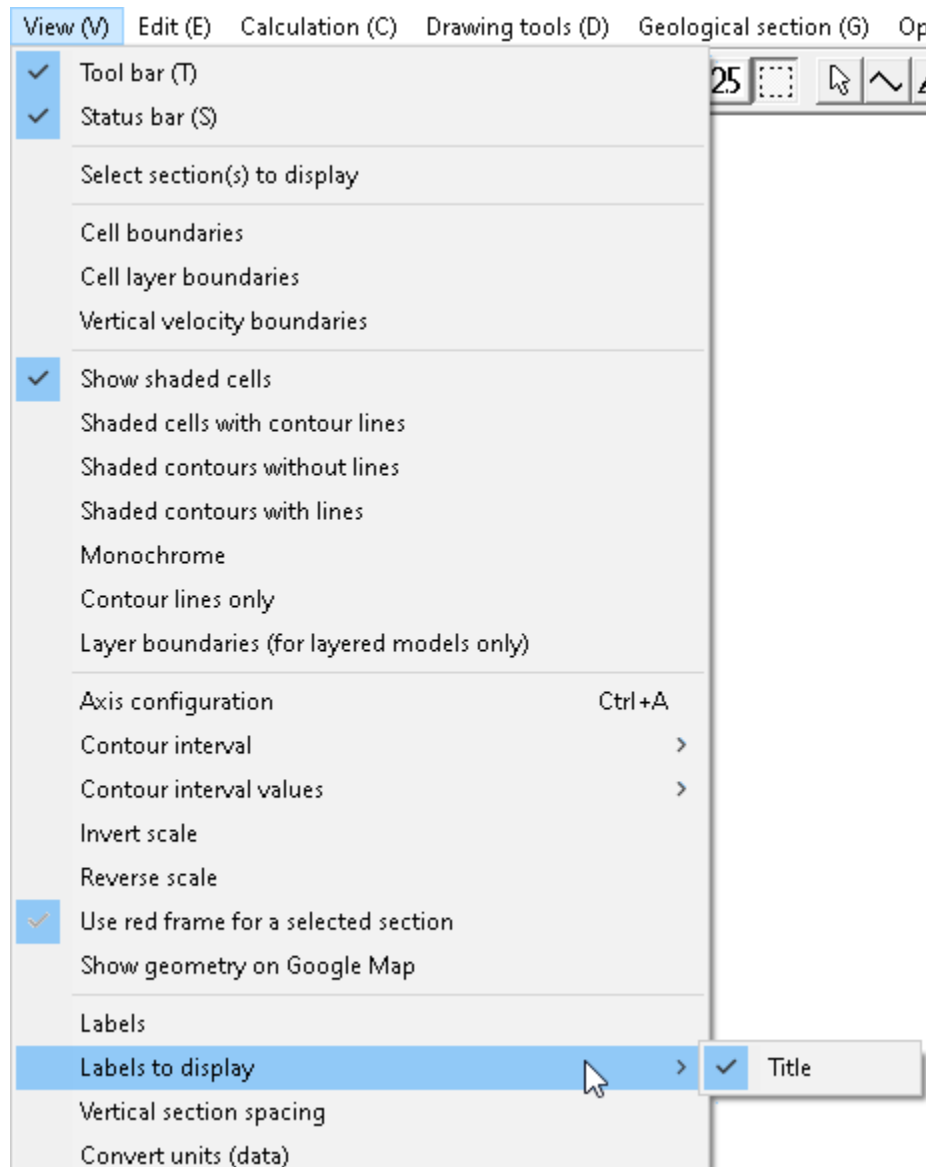 View (V) Edit (E) Calculation (C) Drawing tools (D) Geological section (G) Op
Tool bar (T)
25
Status bar (S)
Select section(s) to display
Cell boundaries
Cell layer boundaries
Vertical velocity boundaries
Show shaded cells
Shaded cells with contour lines
Shaded contours without lines
Shaded contours with lines
Monochrome
Contour lines only
Layer boundaries (for layered models only)
Axis configuration Ctrl+A
Contour interval
Contour interval values
Invert scale
Reverse scale
Use red frame for a selected section
Show geometry on Google Map
Labels
Labels to display
Title
Vertical section spacing
Convert units (data)